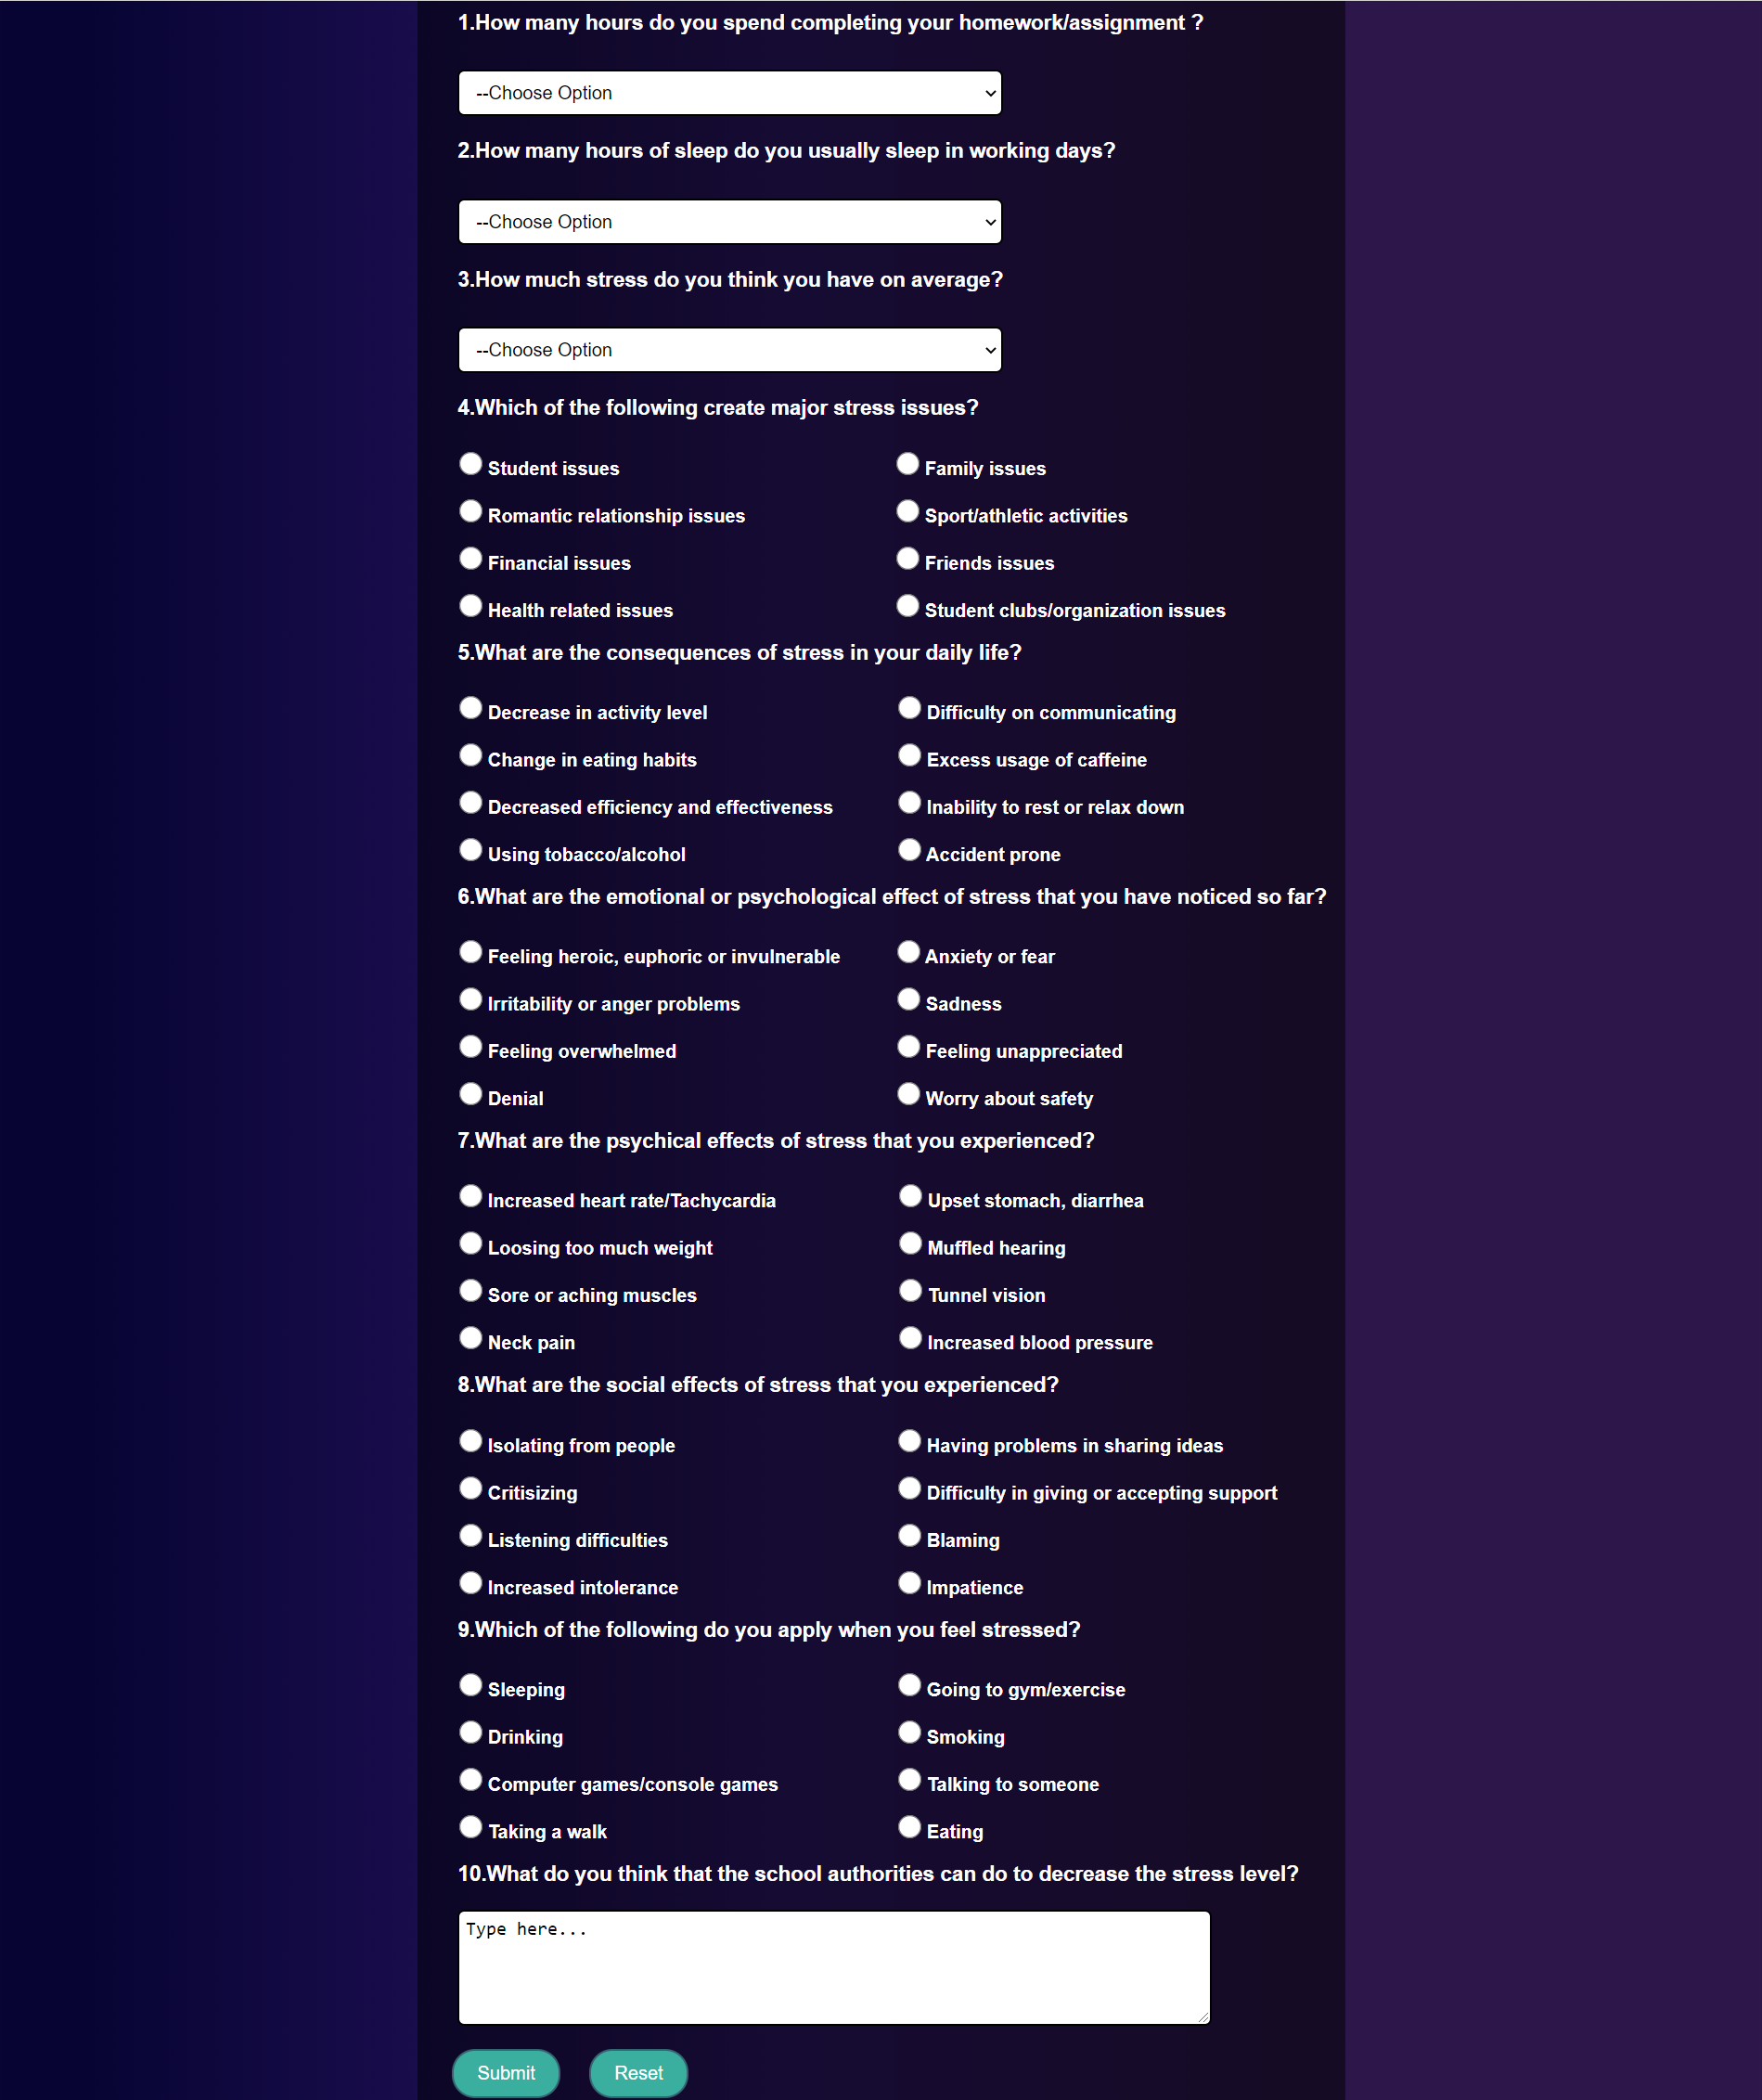 1.How many hours do you spend completing your homework/assignment ?
--Choose Option
2.How many hours of sleep do you usually sleep in working days?
--Choose Option
3.How much stress do you think you have on average?
--Choose Option
4.Which of the following create major stress issues?
Student issues Family issues
Romantic relationship issues Sport/athletic activities
Financial issues Friends issues
Health related issues Student clubs/organization issues
5.What are the consequences of stress in your daily life?
Decrease in activity level Difficulty on communicating
Change in eating habits Excess usage of caffeine
Decreased efficiency and effectiveness Inability to rest or relax down
Using tobacco/alcohol Accident prone
6.What are the emotional or psychological effect of stress that you have noticed so far?
Feeling heroic, euphoric or invulnerable Anxiety or fear
Irritability or anger problems Sadness
Feeling overwhelmed Feeling unappreciated
Denial Worry about safety
7.What are the psychical effects of stress that you experienced?
Increased heart rate/Tachycardia Upset stomach, diarrhea
Loosing too much weight Muffled hearing
Sore or aching muscles Tunnel vision
Neck pain Increased blood pressure
8.What are the social effects of stress that you experienced?
Isolating from people Having problems in sharing ideas
Critisizing Difficulty in giving or accepting support
Listening difficulties Blaming
Increased intolerance Impatience
9.Which of the following do you apply when you feel stressed?
Sleeping Going to gym/exercise
Drinking Smoking
Computer games/console games Talking to someone
Taking a walk Eating
10.What do you think that the school authorities can do to decrease the stress level?
Type here...
Submit Reset